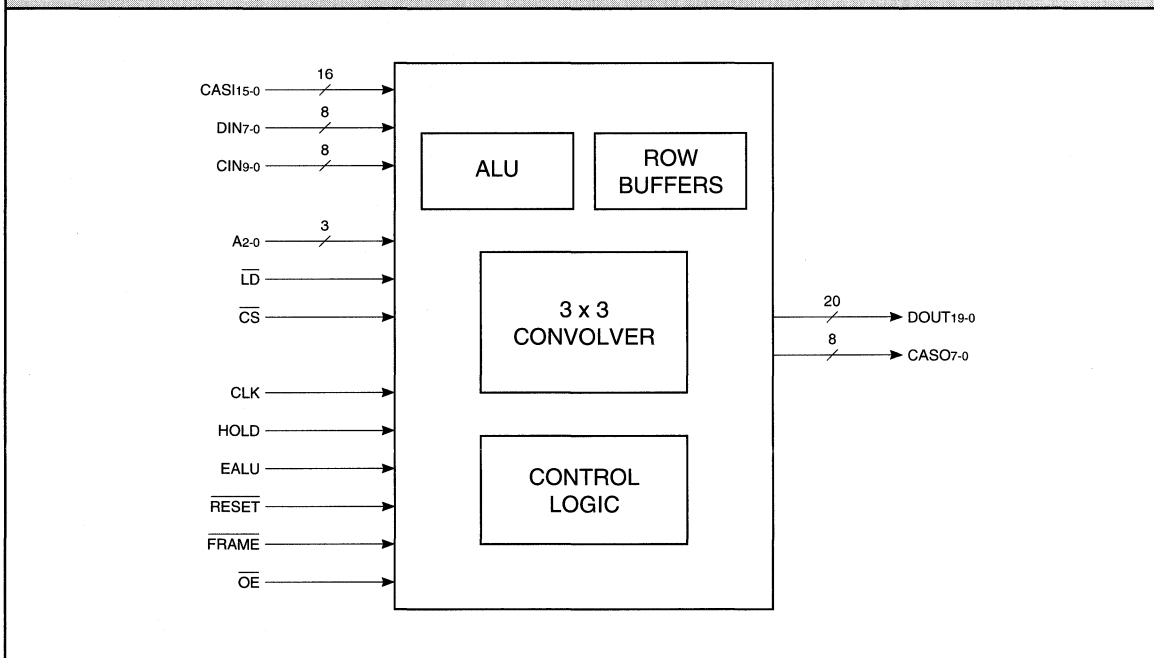 16
CASI15-0
8
DIN7-0
8
CIN9-0
3
A2-0
LD
CS
CLK
HOLD
EALU
RESET
FRAME
OE
ALU
ROW
BUFFERS
3 x 3
CONVOLVER
CONTROL
LOGIC
20
DOUT19-0
8
CASO7-0